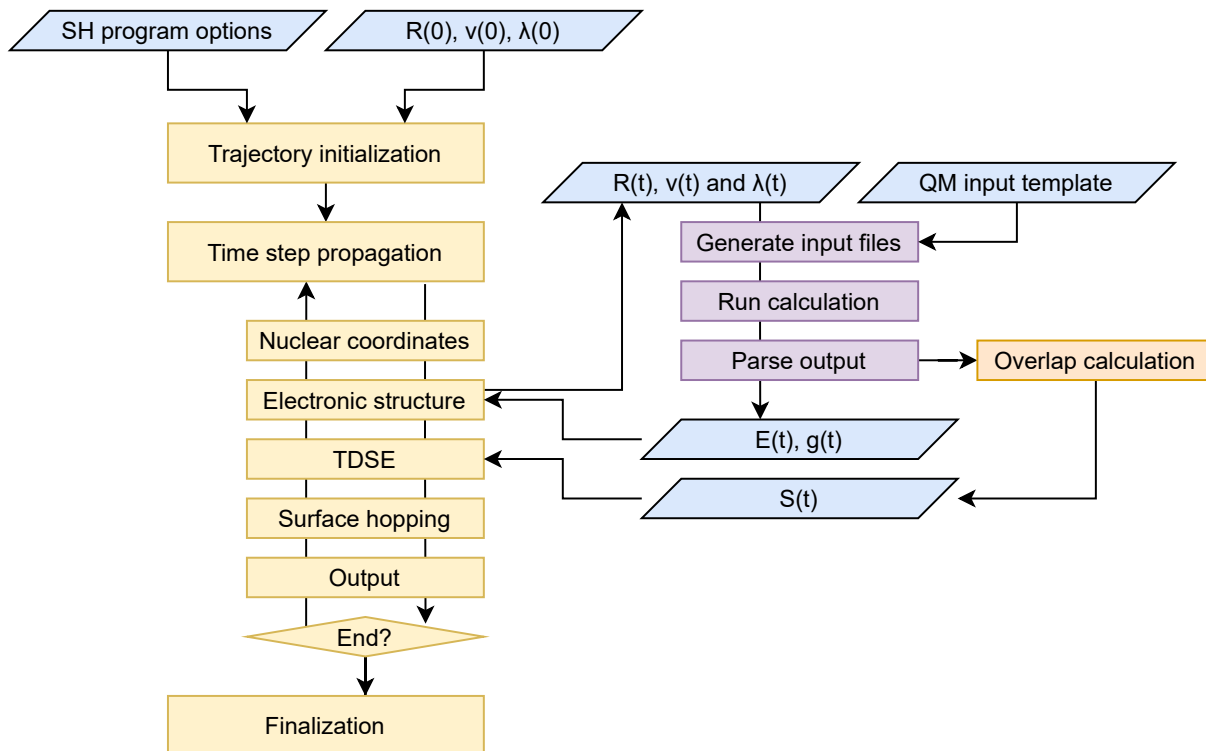 SH program options
R(0), v(0), λ(0)
Trajectory initialization
R(t), v(t) and λ(t)
QM input template
Time step propagation
Generate input files
Run calculation
Nuclear coordinates
Parse output
Overlap calculation
Electronic structure
E(t), g(t)
TDSE
S(t)
Surface hopping
Output
End?
Finalization